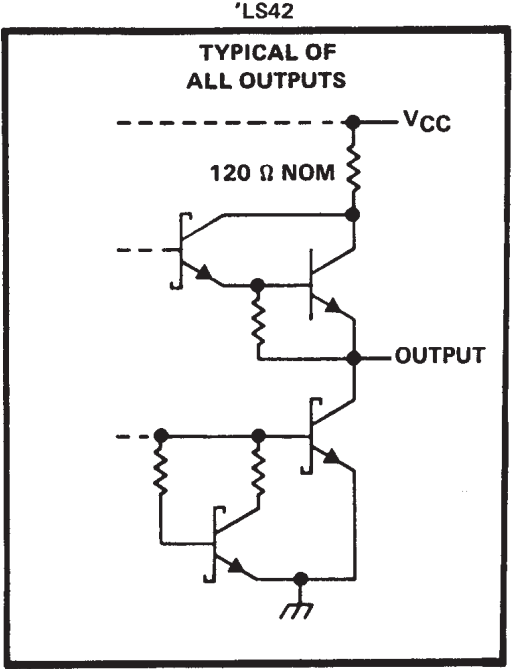 'LS42
TYPICAL OF
ALL OUTPUTS
VCC
120 Ω NOM
OUTPUT